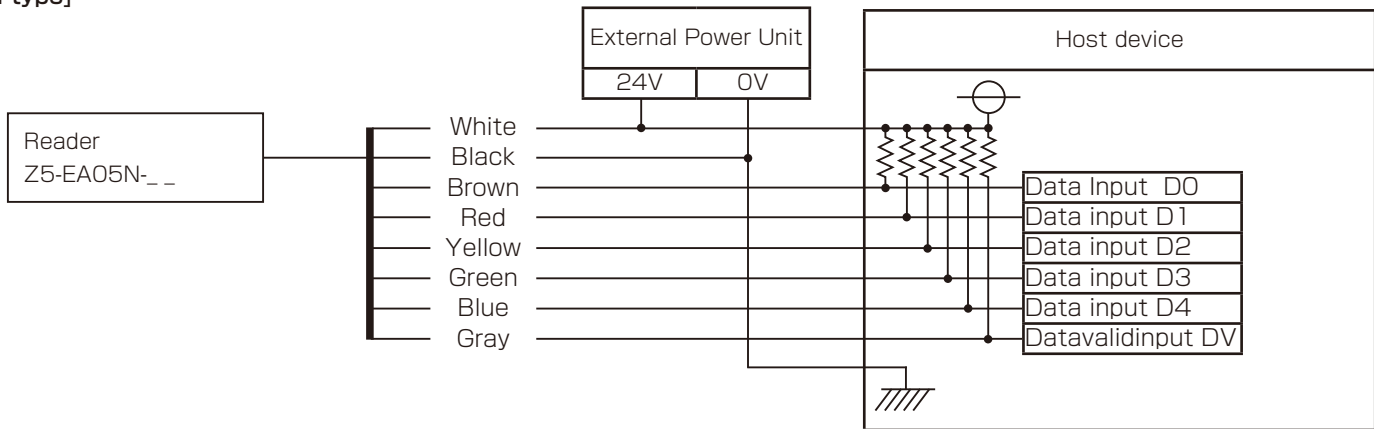 type]
External Power Unit
Host device
24V
0V
Reader
Z5-EA05N-_ _
White
Black
Brown
Red
Yellow
Green
Blue
Gray
Data Input D0
Data input D1
Data input D2
Data input D3
Data input D4
Datavalidinput DV